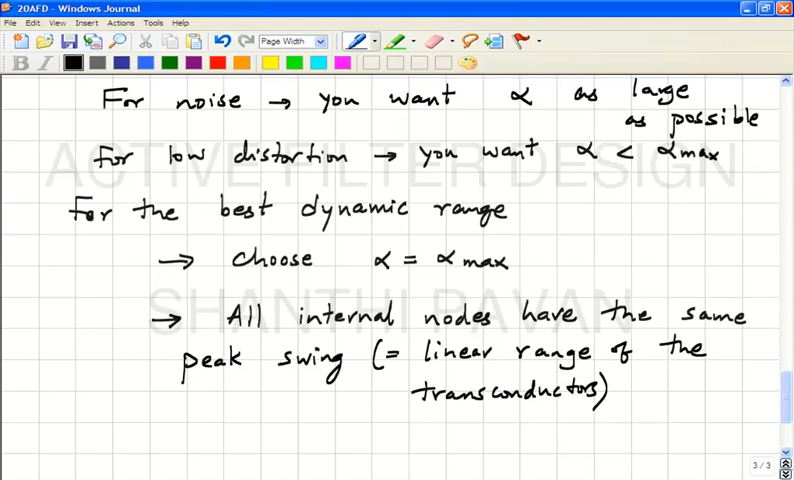 20AFD - Windows Journal
File Edit View Insert Actions Tools Help
Page Width
B I
For noise → you want α as large
as possible
for low distortion → you want α < αmax
ACTIVE FILTER DESIGN
For the best dynamic range
→ choose α = αmax
SHANTHI PAVAN
→ All internal nodes have the same
peak swing (= linear range of the
transconductors)
3 / 3